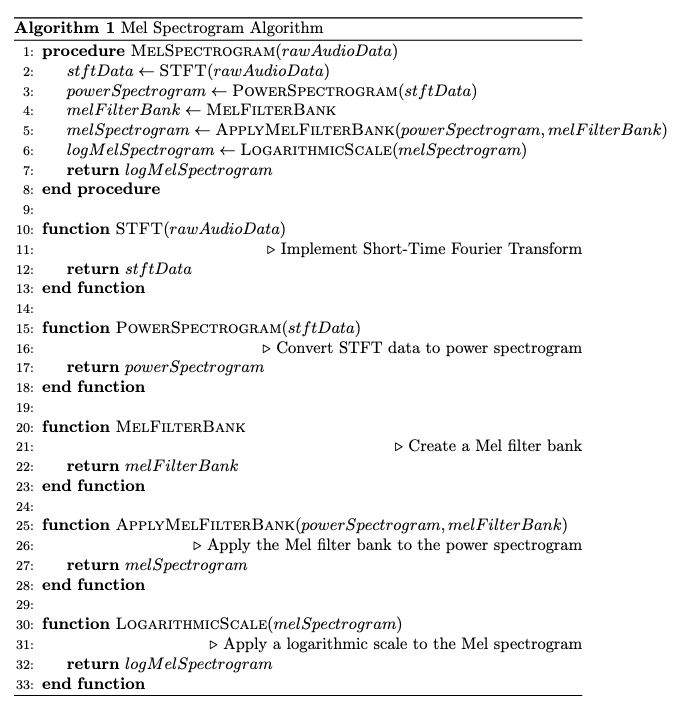 Algorithm 1 Mel Spectrogram Algorithm
1: procedure MELSPECTROGRAM(rawAudioData)
2: stftData ← STFT(rawAudioData)
3: powerSpectrogram ← POWERSPECTROGRAM(stftData)
4: melFilterBank ← MELFILTERBANK
5: melSpectrogram ← APPLYMELFILTERBANK(powerSpectrogram, melFilterBank)
6: logMelSpectrogram ← LOGARITHMICSCALE(melSpectrogram)
7: return logMelSpectrogram
8: end procedure
9:
10: function STFT(rawAudioData)
11: ▷ Implement Short-Time Fourier Transform
12: return stftData
13: end function
14:
15: function POWERSPECTROGRAM(stftData)
16: ▷ Convert STFT data to power spectrogram
17: return powerSpectrogram
18: end function
19:
20: function MELFILTERBANK
21: ▷ Create a Mel filter bank
22: return melFilterBank
23: end function
24:
25: function APPLYMELFILTERBANK(powerSpectrogram, melFilterBank)
26: ▷ Apply the Mel filter bank to the power spectrogram
27: return melSpectrogram
28: end function
29:
30: function LOGARITHMICSCALE(melSpectrogram)
31: ▷ Apply a logarithmic scale to the Mel spectrogram
32: return logMelSpectrogram
33: end function